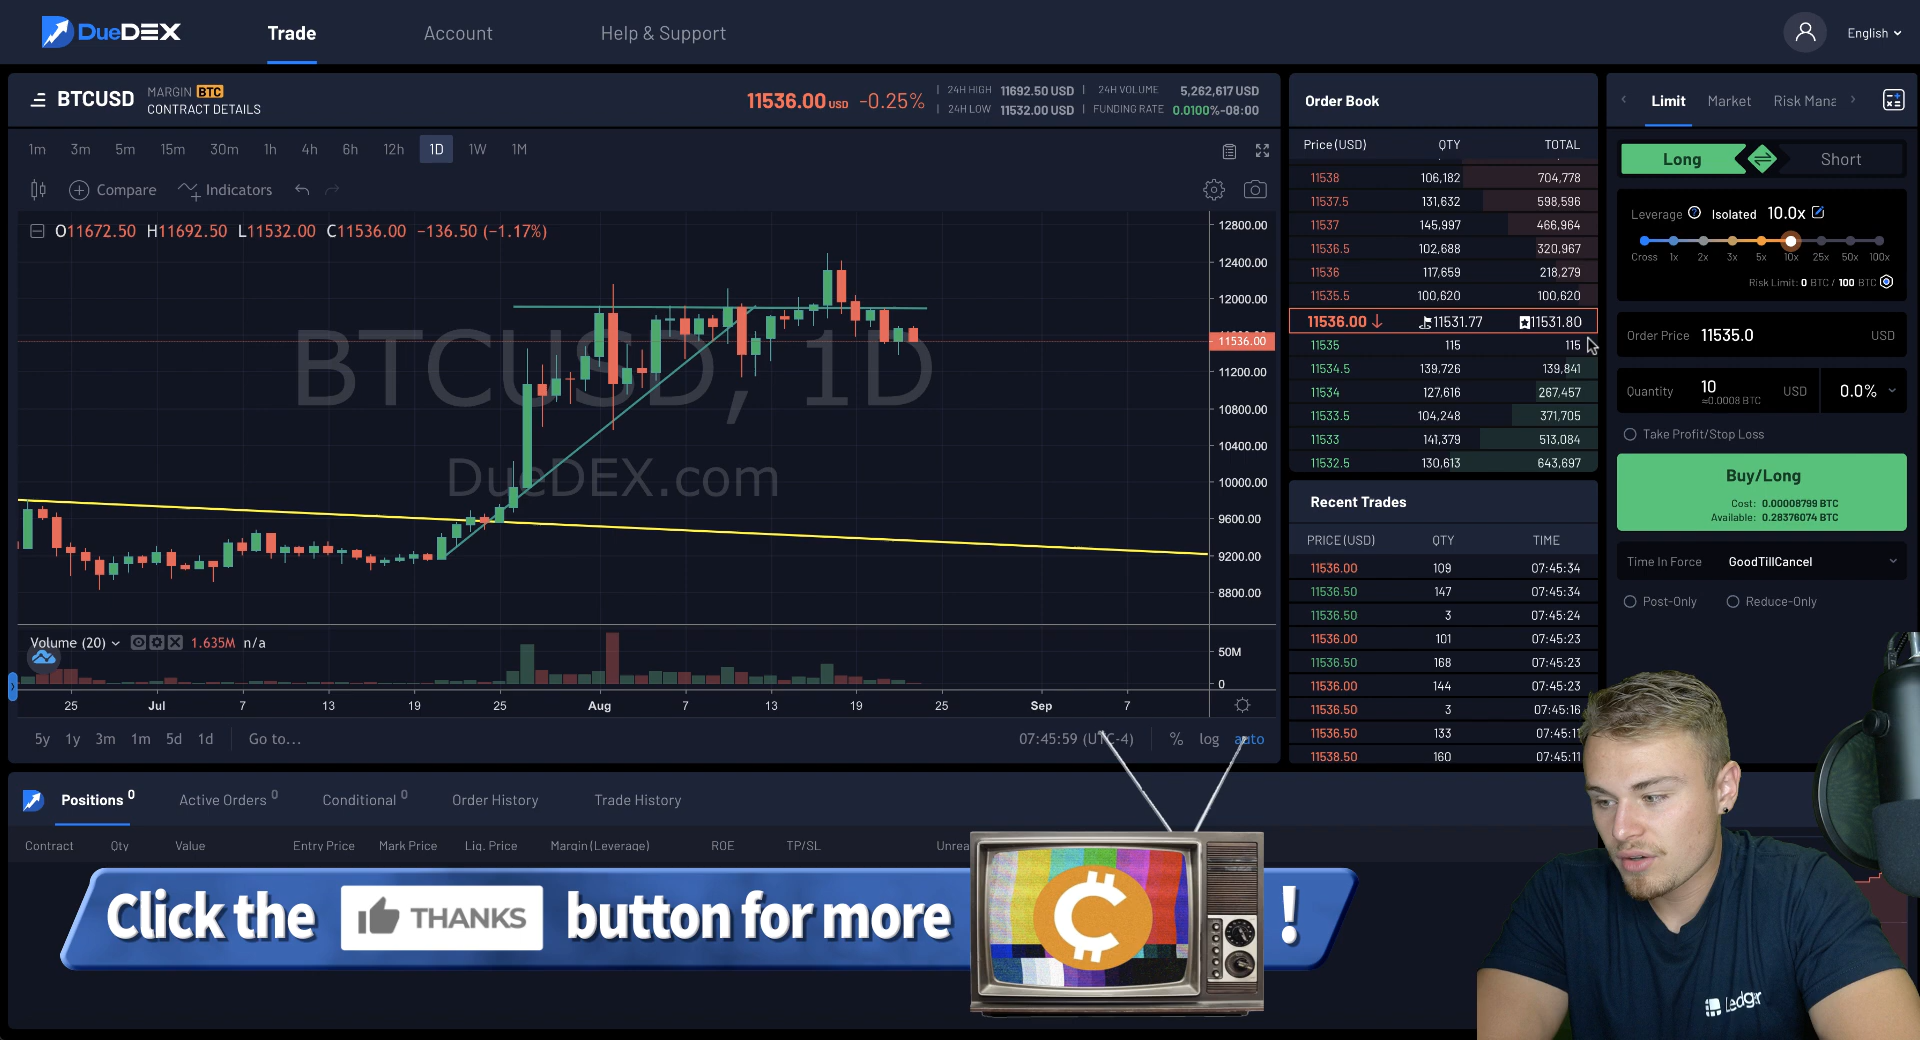 DueDEX
Trade
Account
Help & Support
English
BTCUSD
MARGIN BTC
CONTRACT DETAILS
11536.00 USD -0.25%
24H HIGH 11692.50 USD
24H LOW 11532.00 USD
24H VOLUME 5,262,617 USD
FUNDING RATE 0.0100%-08:00
1m 3m 5m 15m 30m 1h 4h 6h 12h 1D 1W 1M
Compare Indicators
O11672.50 H11692.50 L11532.00 C11536.00 -136.50 (-1.17%)
BTCUSD, 1D
DueDEX.com
12800.00
12400.00
12000.00
11536.00
11200.00
10800.00
10400.00
10000.00
9600.00
9200.00
8800.00
Volume (20) 1.635M n/a
50M
0
25 Jul 7 13 19 25 Aug 7 13 19 25 Sep 7
5y 1y 3m 1m 5d 1d Go to...
07:45:59 (UTC-4) % log auto
Order Book
Price (USD) QTY TOTAL
11538 106,182 704,778
11537.5 131,632 598,596
11537 145,997 466,964
11536.5 102,688 320,967
11536 117,659 218,279
11535.5 100,620 100,620
11536.00 11531.77 11531.80
11535 115 115
11534.5 139,726 139,841
11534 127,616 267,457
11533.5 104,248 371,705
11533 141,379 513,084
11532.5 130,613 643,697
Recent Trades
PRICE (USD) QTY TIME
11536.00 109 07:45:34
11536.50 147 07:45:34
11536.50 3 07:45:24
11536.00 101 07:45:23
11536.50 168 07:45:23
11536.00 144 07:45:23
11536.50 3 07:45:16
11536.50 133 07:45:11
11538.50 160 07:45:11
Limit Market Risk Mana
Long Short
Leverage Isolated 10.0x
Cross 1x 2x 3x 5x 10x 25x 50x 100x
Risk Limit: 0 BTC / 100 BTC
Order Price 11535.0 USD
Quantity 10 USD 0.0%
≈0.0008 BTC
Take Profit/Stop Loss
Buy/Long
Cost: 0.00008799 BTC
Available: 0.28376074 BTC
Time In Force GoodTillCancel
Post-Only Reduce-Only
Positions 0 Active Orders 0 Conditional 0 Order History Trade History
Contract Qty Value Entry Price Mark Price Liq. Price Margin (Leverage) ROE TP/SL Unrea
Click the THANKS button for more !
Ledger